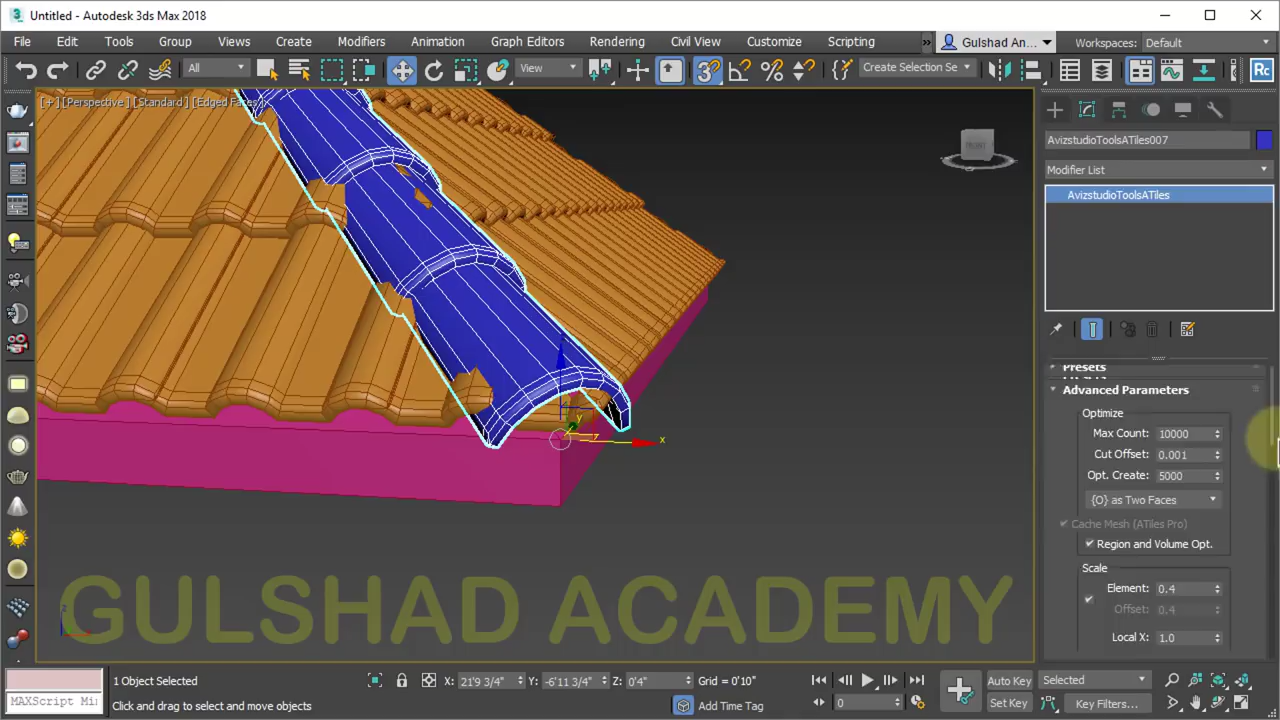 Untitled - Autodesk 3ds Max 2018
File Edit Tools Group Views Create Modifiers Animation Graph Editors Rendering Civil View Customize Scripting » Gulshad An... Workspaces: Default
All View Create Selection Se Rc
[+] [Perspective] [Standard] [Edged Faces]
FRONT
AvizstudioToolsATiles007
Modifier List
AvizstudioToolsATiles
Presets
Advanced Parameters
Optimize
Max Count: 10000
Cut Offset: 0.001
Opt. Create: 5000
{O} as Two Faces
Cache Mesh (ATiles Pro)
Region and Volume Opt.
Scale
Element: 0.4
Offset: 0.4
Local X: 1.0
z
y
x
GULSHAD ACADEMY
1 Object Selected X: 21'9 3/4" Y: -6'11 3/4" Z: 0'4" Grid = 0'10" Auto Key Selected
MAXScript Mi: Click and drag to select and move objects Add Time Tag 0 Set Key Key Filters...